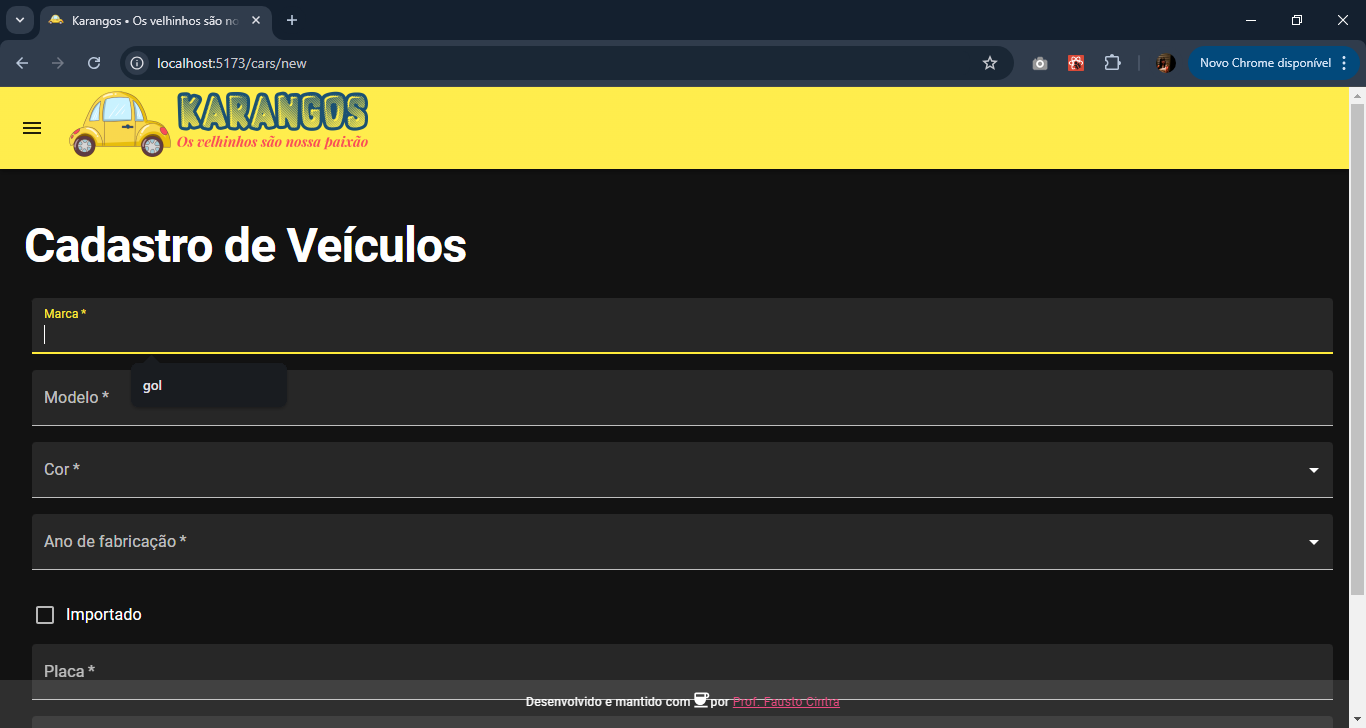 Karangos • Os velhinhos são no
localhost:5173/cars/new
Novo Chrome disponível
KARANGOS
Os velhinhos são nossa paixão
Cadastro de Veículos
Marca *
gol
Modelo *
Cor *
Ano de fabricação *
Importado
Placa *
Desenvolvido e mantido com por Prof. Fausto Cintra